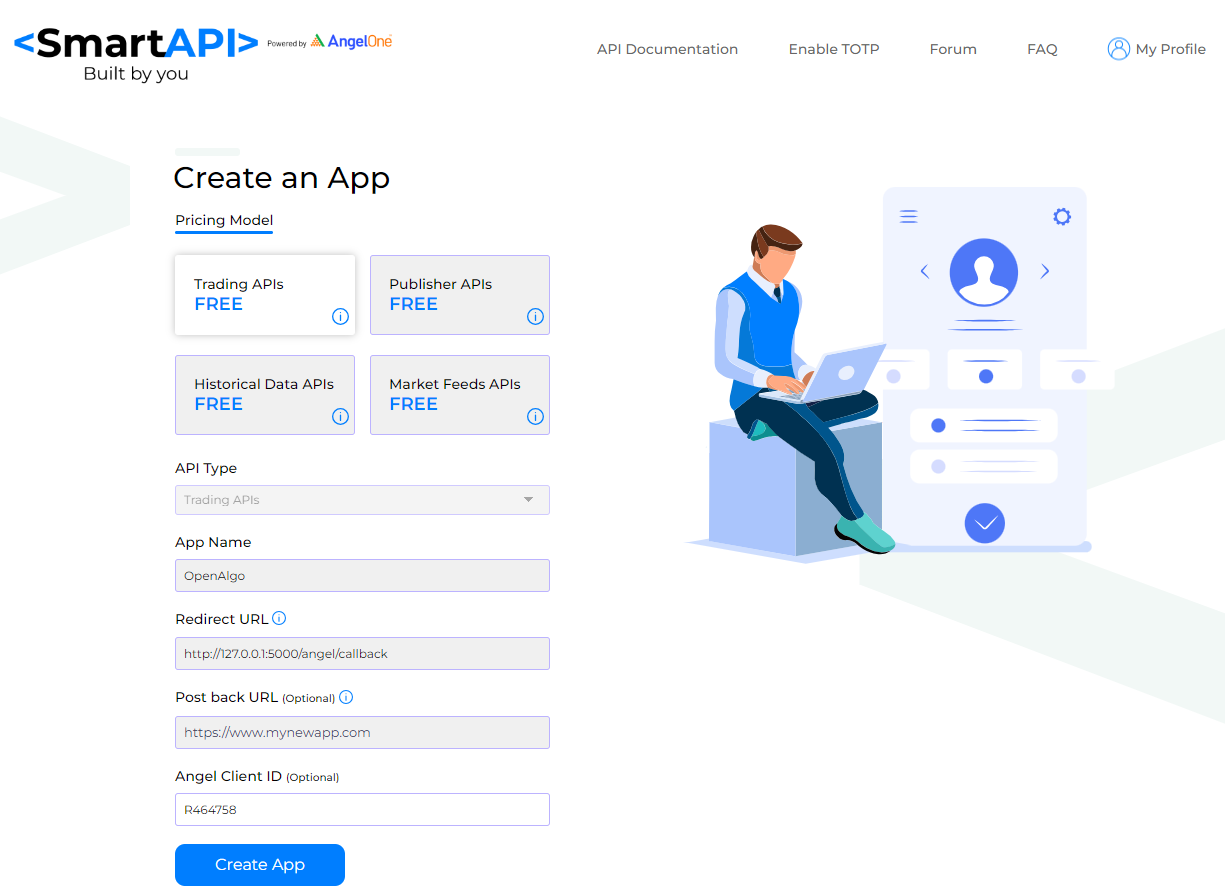 <SmartAPI> Powered by AngelOne
Built by you
API Documentation Enable TOTP Forum FAQ My Profile
Create an App
Pricing Model
Trading APIs
FREE
Publisher APIs
FREE
Historical Data APIs
FREE
Market Feeds APIs
FREE
API Type
Trading APIs
App Name
OpenAlgo
Redirect URL
http://127.0.0.1:5000/angel/callback
Post back URL (Optional)
https://www.mynewapp.com
Angel Client ID (Optional)
R464758
Create App